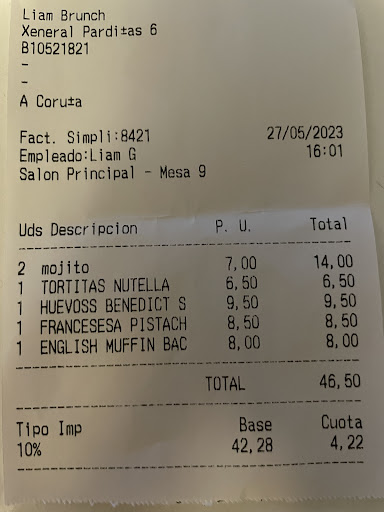 Liam Brunch
Xeneral Pardi±as 6
B10521821
-
-
A Coru±a
Fact. Simpli:8421 27/05/2023
Empleado:Liam G 16:01
Salon Principal - Mesa 9
Uds Descripcion P. U. Total
2 mojito 7,00 14,00
1 TORTITAS NUTELLA 6,50 6,50
1 HUEVOSS BENEDICT S 9,50 9,50
1 FRANCESESA PISTACH 8,50 8,50
1 ENGLISH MUFFIN BAC 8,00 8,00
TOTAL 46,50
Tipo Imp Base Cuota
10% 42,28 4,22